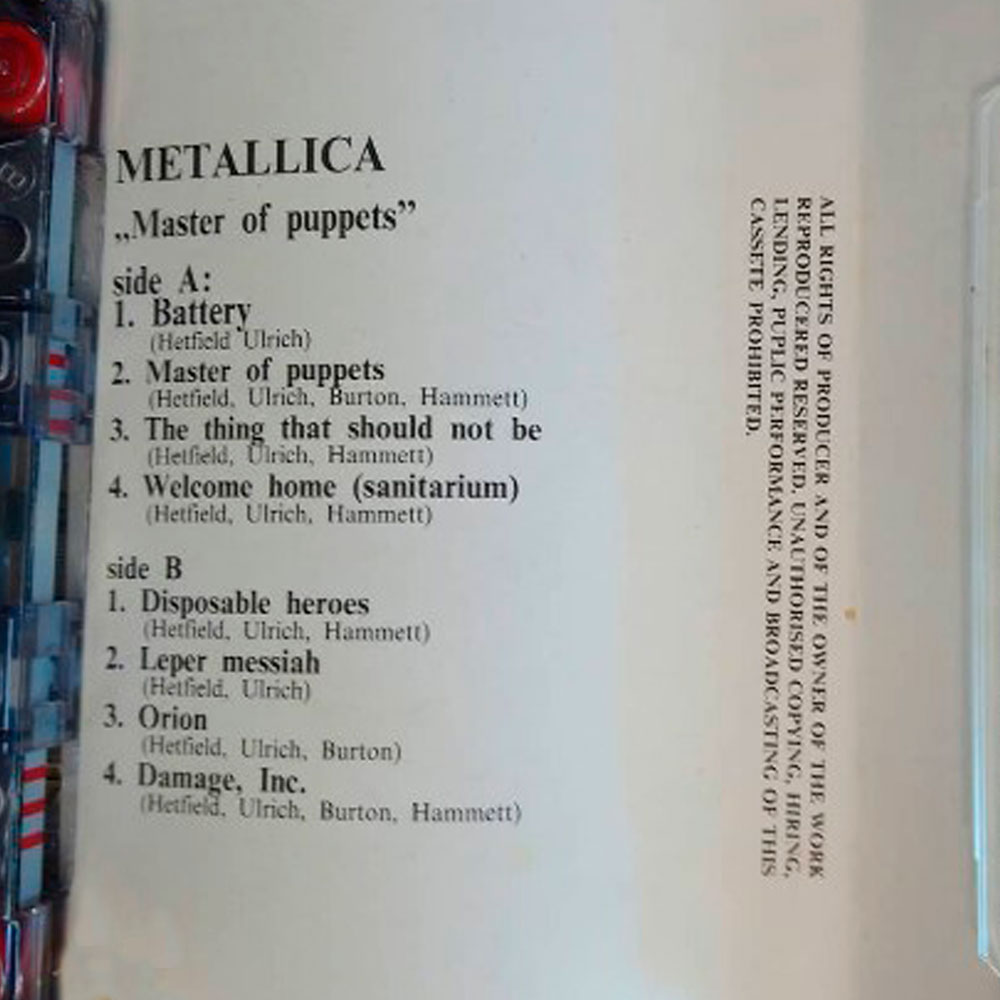 METALLICA
„Master of puppets”
side A:
1. Battery
(Hetfield Ulrich)
2. Master of puppets
(Hetfield, Ulrich, Burton, Hammett)
3. The thing that should not be
(Hetfield, Ulrich, Hammett)
4. Welcome home (sanitarium)
(Hetfield, Ulrich, Hammett)
side B
1. Disposable heroes
(Hetfield, Ulrich, Hammett)
2. Leper messiah
(Hetfield, Ulrich)
3. Orion
(Hetfield, Ulrich, Burton)
4. Damage, Inc.
(Hetfield, Ulrich, Burton, Hammett)
ALL RIGHTS OF PRODUCER AND OF THE OWNER OF THE WORK
REPRODUCERED RESERVED, UNAUTHORISED COPYING, HIRING,
LENDING, PUPLIC PERFORMANCE AND BROADCASTING OF THIS
CASSETE PROHIBITED.